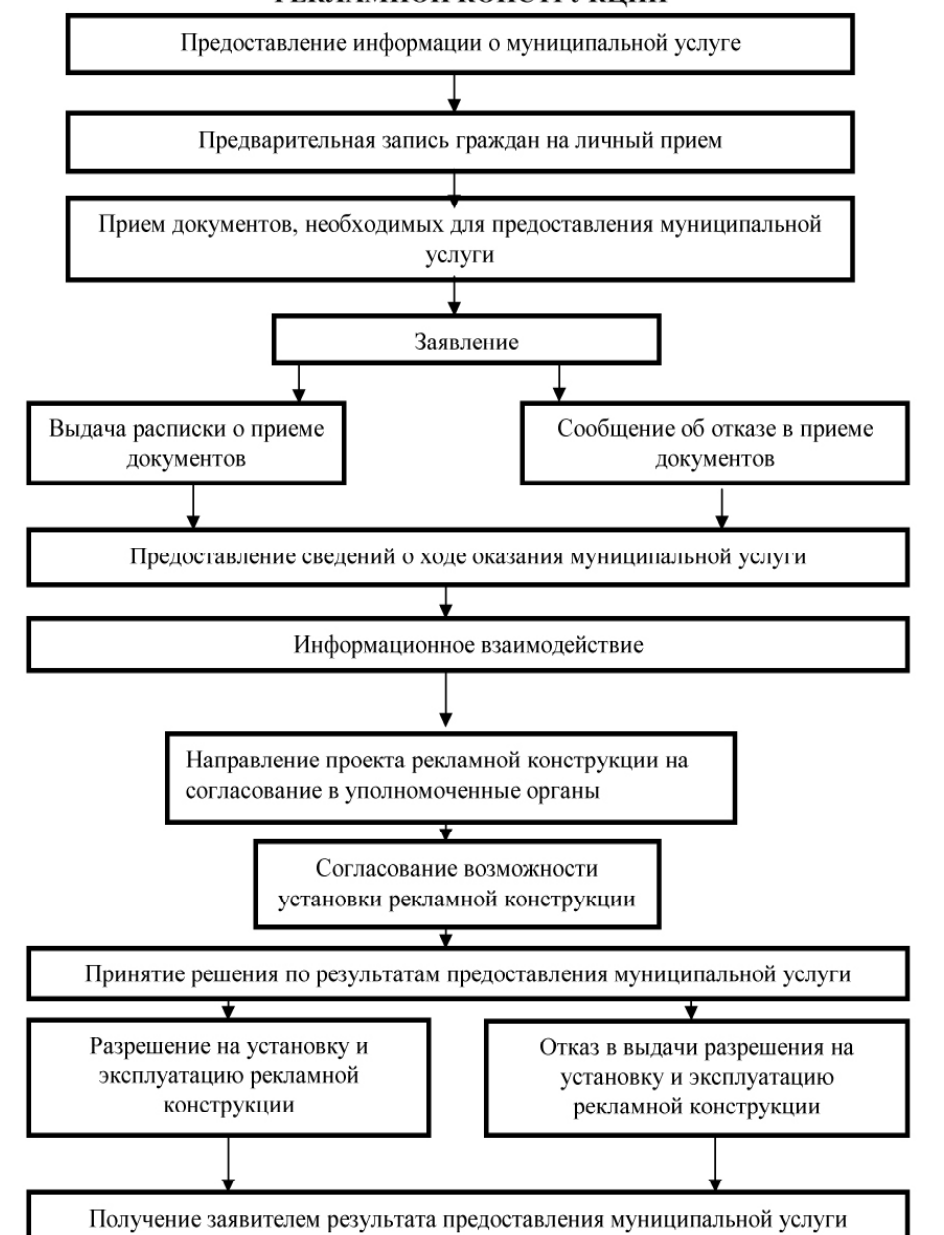 РЕКЛАМНОЙ КОНСТРУКЦИИ
Предоставление информации о муниципальной услуге
Предварительная запись граждан на личный прием
Прием документов, необходимых для предоставления муниципальной
услуги
Заявление
Выдача расписки о приеме
документов
Сообщение об отказе в приеме
документов
Предоставление сведений о ходе оказания муниципальной услуги
Информационное взаимодействие
Направление проекта рекламной конструкции на
согласование в уполномоченные органы
Согласование возможности
установки рекламной конструкции
Принятие решения по результатам предоставления муниципальной услуги
Разрешение на установку и
эксплуатацию рекламной
конструкции
Отказ в выдачи разрешения на
установку и эксплуатацию
рекламной конструкции
Получение заявителем результата предоставления муниципальной услуги